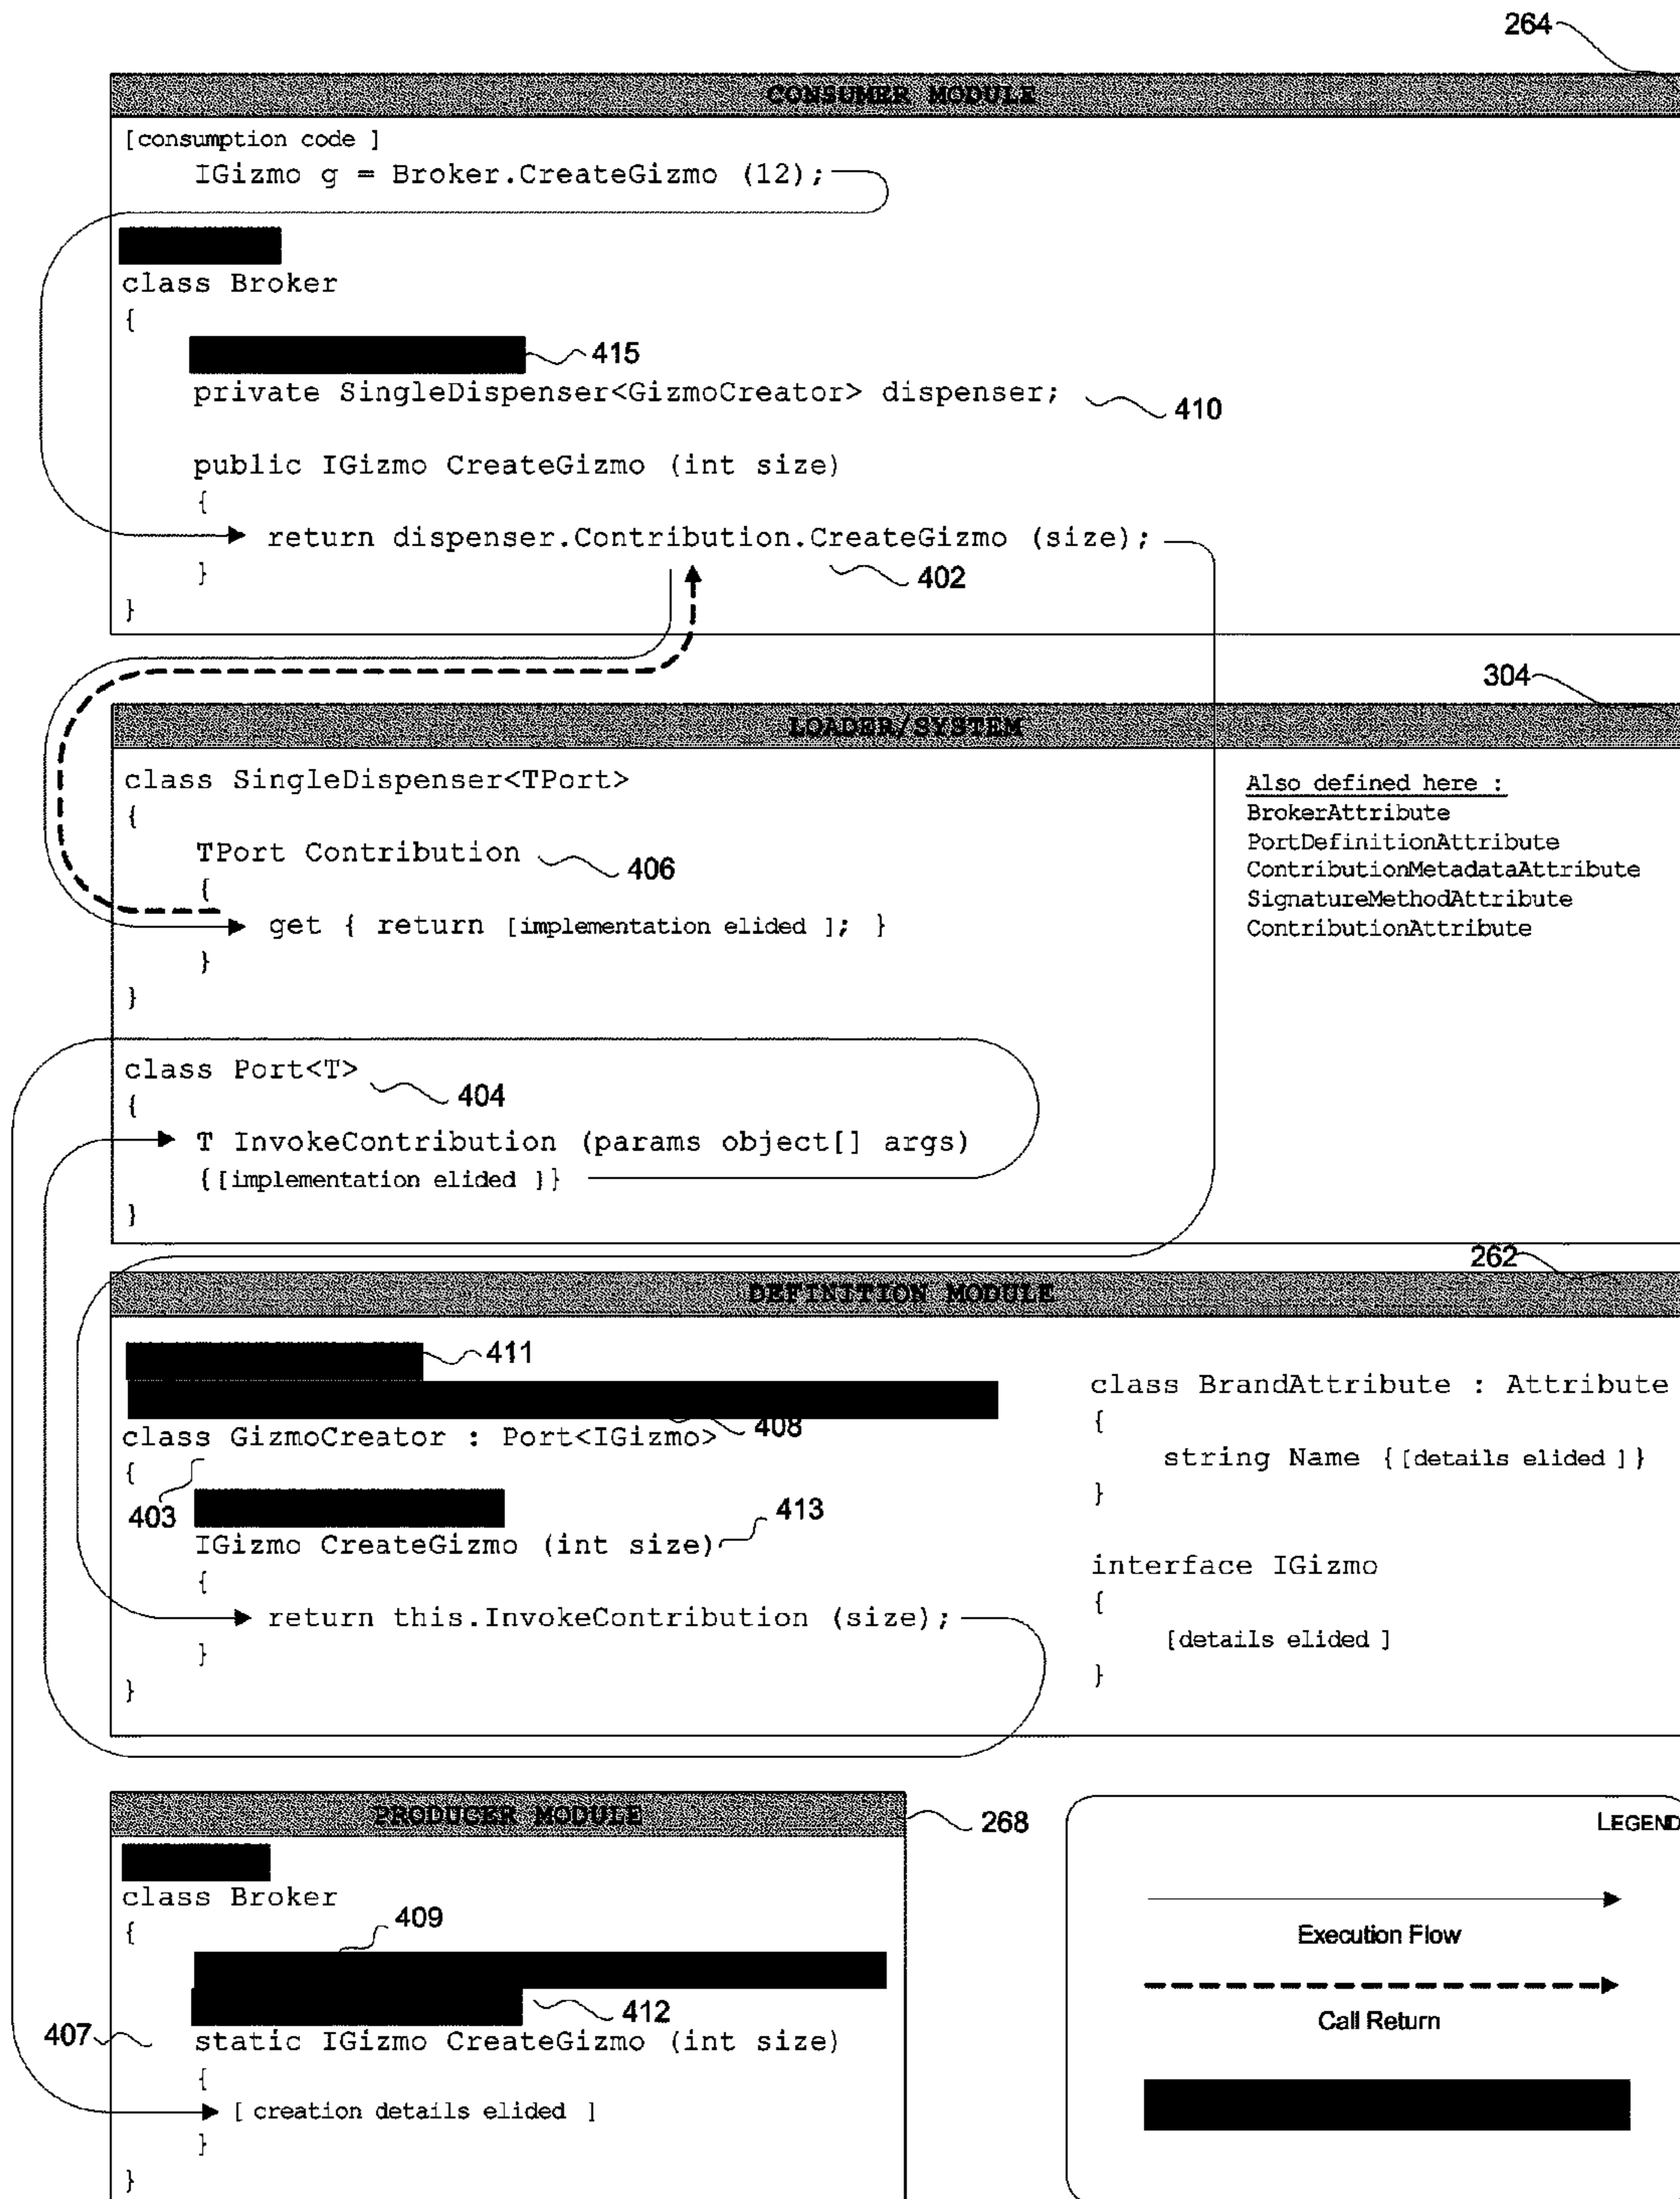 264
CONSUMER MODULE
[consumption code ]
IGizmo g = Broker.CreateGizmo (12);
class Broker
{
415
private SingleDispenser<GizmoCreator> dispenser;
410
public IGizmo CreateGizmo (int size)
{
return dispenser.Contribution.CreateGizmo (size);
402
}
}
304
LOADER/SYSTEM
class SingleDispenser<TPort>
{
TPort Contribution
406
{
get { return [implementation elided ]; }
}
}
Also defined here :
BrokerAttribute
PortDefinitionAttribute
ContributionMetadataAttribute
SignatureMethodAttribute
ContributionAttribute
class Port<T>
404
{
T InvokeContribution (params object[] args)
{[implementation elided ]}
}
262
DEFINITION MODULE
411
408
class GizmoCreator : Port<IGizmo>
{
403
413
IGizmo CreateGizmo (int size)
{
return this.InvokeContribution (size);
}
}
class BrandAttribute : Attribute
{
string Name {[details elided ]}
}
interface IGizmo
{
[details elided ]
}
PRODUCER MODULE
268
class Broker
{
409
412
407
static IGizmo CreateGizmo (int size)
{
[ creation details elided ]
}
}
LEGEND
Execution Flow
Call Return